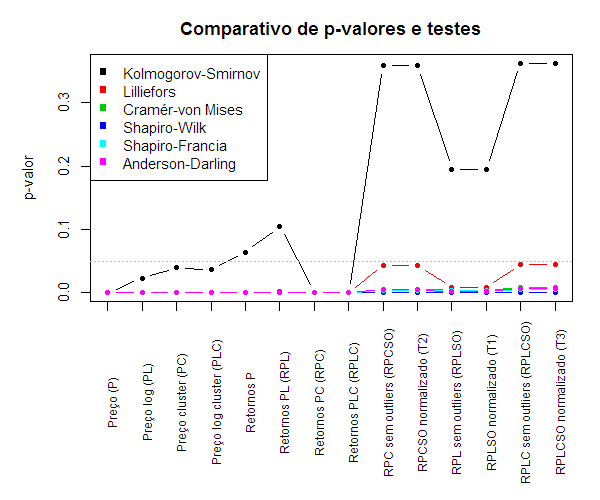 Comparativo de p-valores e testes
Kolmogorov-Smirnov
Lilliefors
Cramér-von Mises
Shapiro-Wilk
Shapiro-Francia
Anderson-Darling
p-valor
0.3
0.2
0.1
0.0
Preço (P)
Preço log (PL)
Preço cluster (PC)
Preço log cluster (PLC)
Retornos P
Retornos PL (RPL)
Retornos PC (RPC)
Retornos PLC (RPLC)
RPC sem outliers (RPCSO)
RPCSO normalizado (T2)
RPL sem outliers (RPLSO)
RPLSO normalizado (T1)
RPLC sem outliers (RPLCSO)
RPLCSO normalizado (T3)